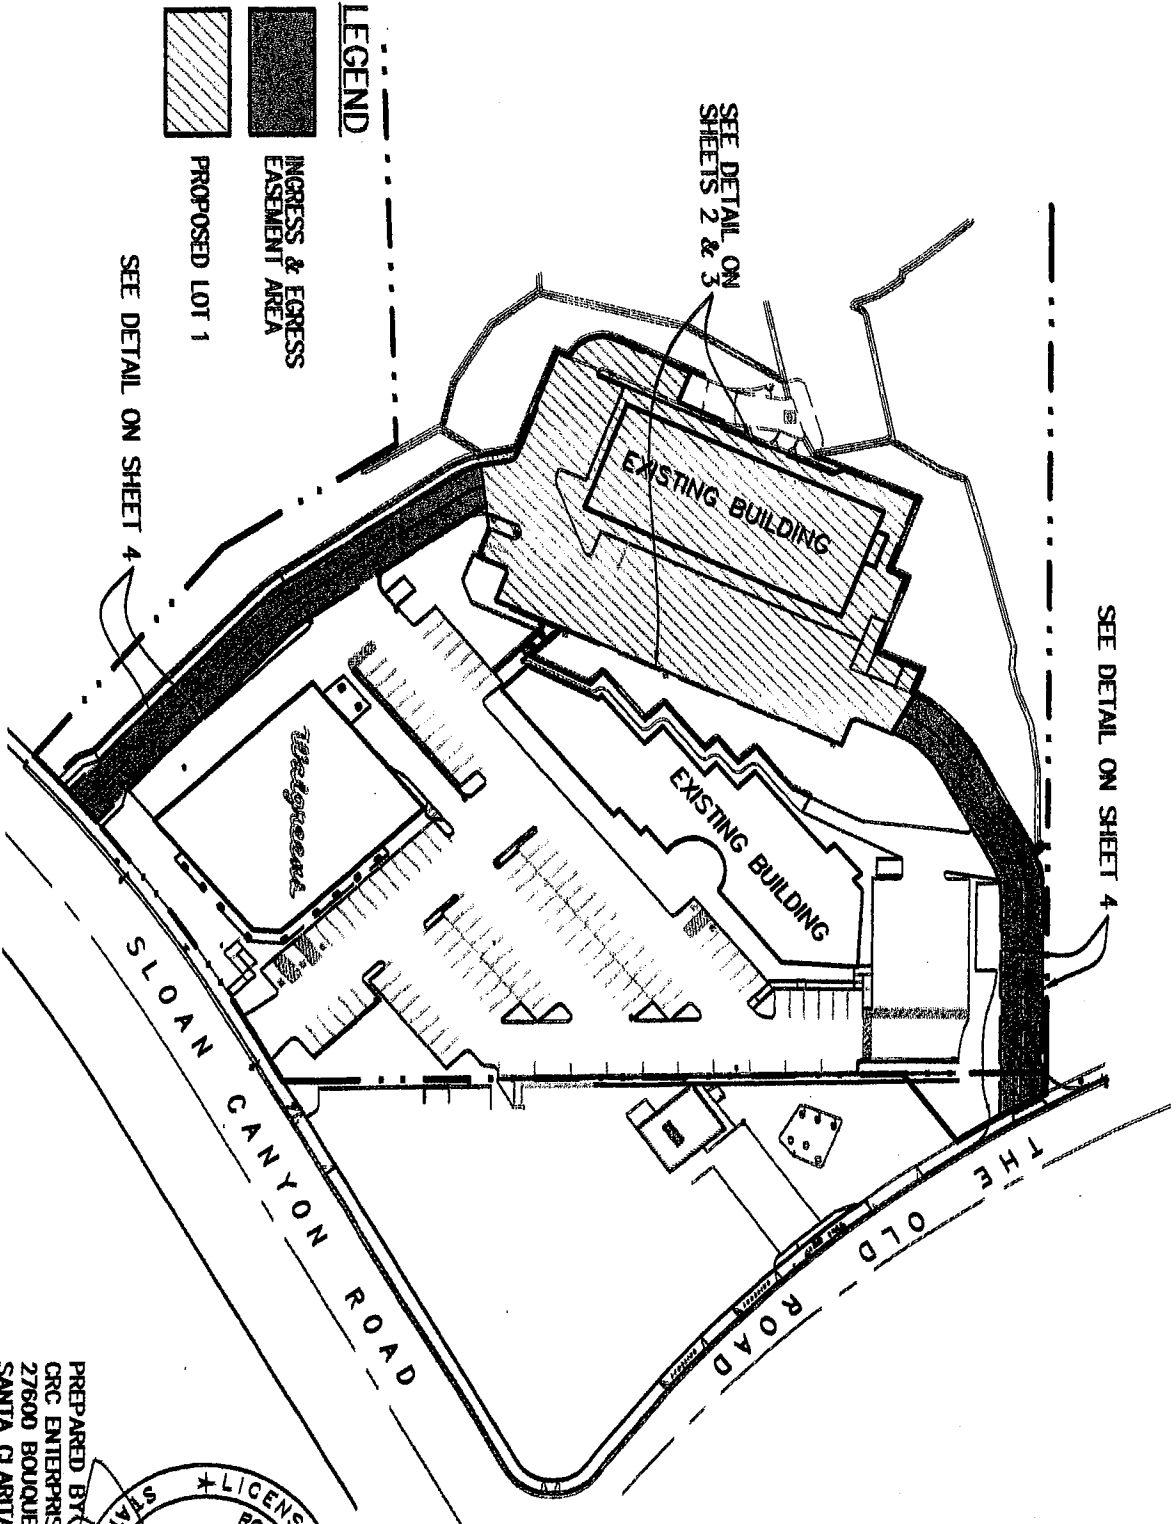 LEGEND
INGRESS & EGRESS
EASEMENT AREA
PROPOSED LOT 1
SEE DETAIL ON SHEET 4
SEE DETAIL ON
SHEETS 2 & 3
SEE DETAIL ON SHEET 4
EXISTING BUILDING
EXISTING BUILDING
Walgreens
SLOAN CANYON ROAD
THE OLD ROAD
PREPARED BY:
CRC ENTERPRIS
27600 BOUQUE
SANTA CLARITA
★ LICENS